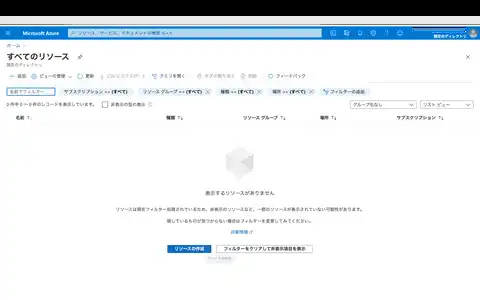 Microsoft Azure
リソース、サービス、ドキュメントの検索 (G+/)
既定のディレクトリ
ホーム
すべてのリソース
既定のディレクトリ
作成 ビューの管理 更新 CSV にエクスポート クエリを開く タグの割り当て 削除 フィードバック
名前でフィルター... サブスクリプション == (すべて) リソース グループ == (すべて) 種類 == (すべて) 場所 == (すべて) フィルターの追加
0 件中 0 ~ 0 件のレコードを表示しています。 非表示の型の表示 グループ化なし リスト ビュー
名前 種類 リソース グループ 場所 サブスクリプション
表示するリソースがありません
リソースは現在フィルター処理されているため、非表示のリソースなど、一部のリソースが表示されていない可能性があります。
探しているものが見つからない場合はフィルターを変更してみてください。
詳細情報
リソースの作成 フィルターをクリアして非表示項目を表示